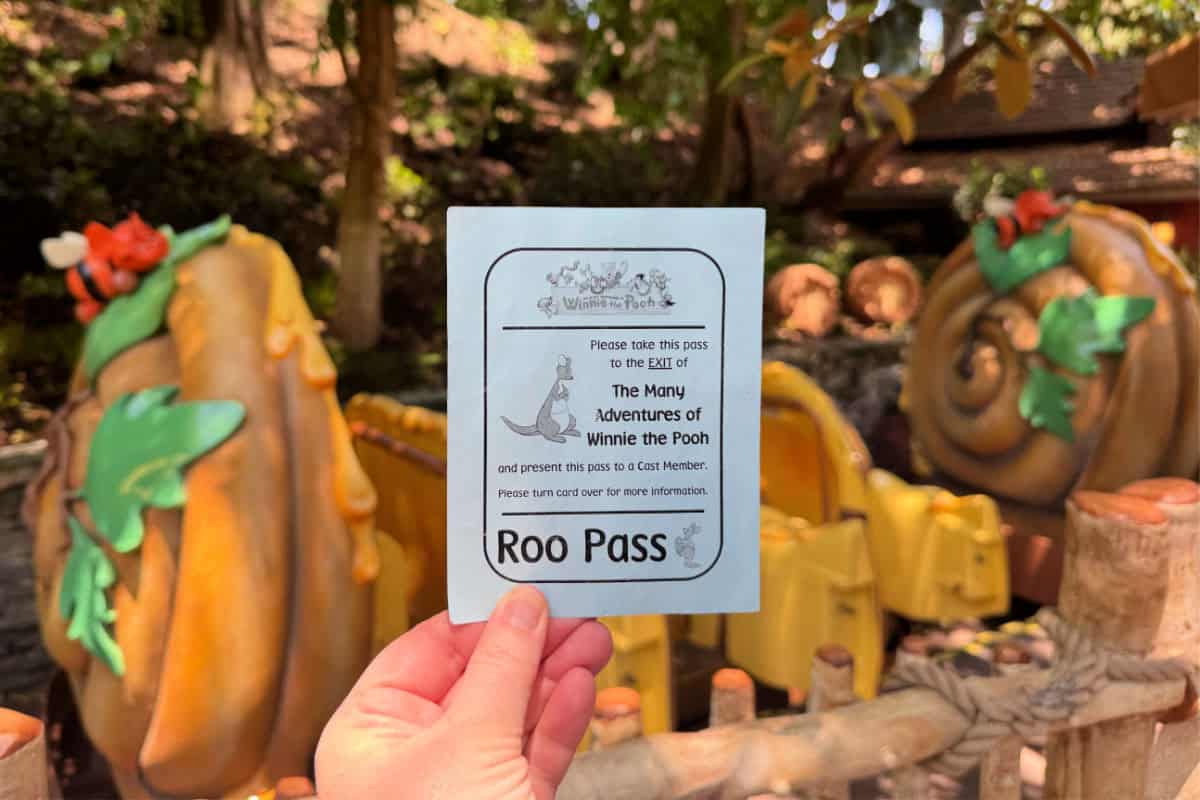 Winnie the Pooh
Please take this pass
to the EXIT of
The Many
Adventures of
Winnie the Pooh
and present this pass to a Cast Member.
Please turn card over for more information.
Roo Pass